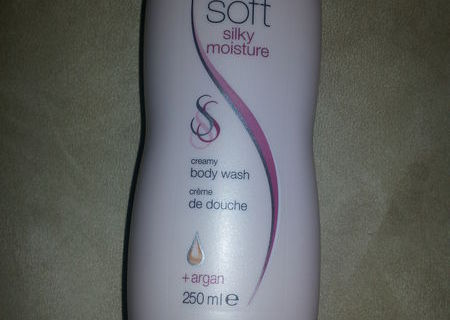 soft
silky
moisture
creamy
body wash
crème
de douche
+argan
250 ml e